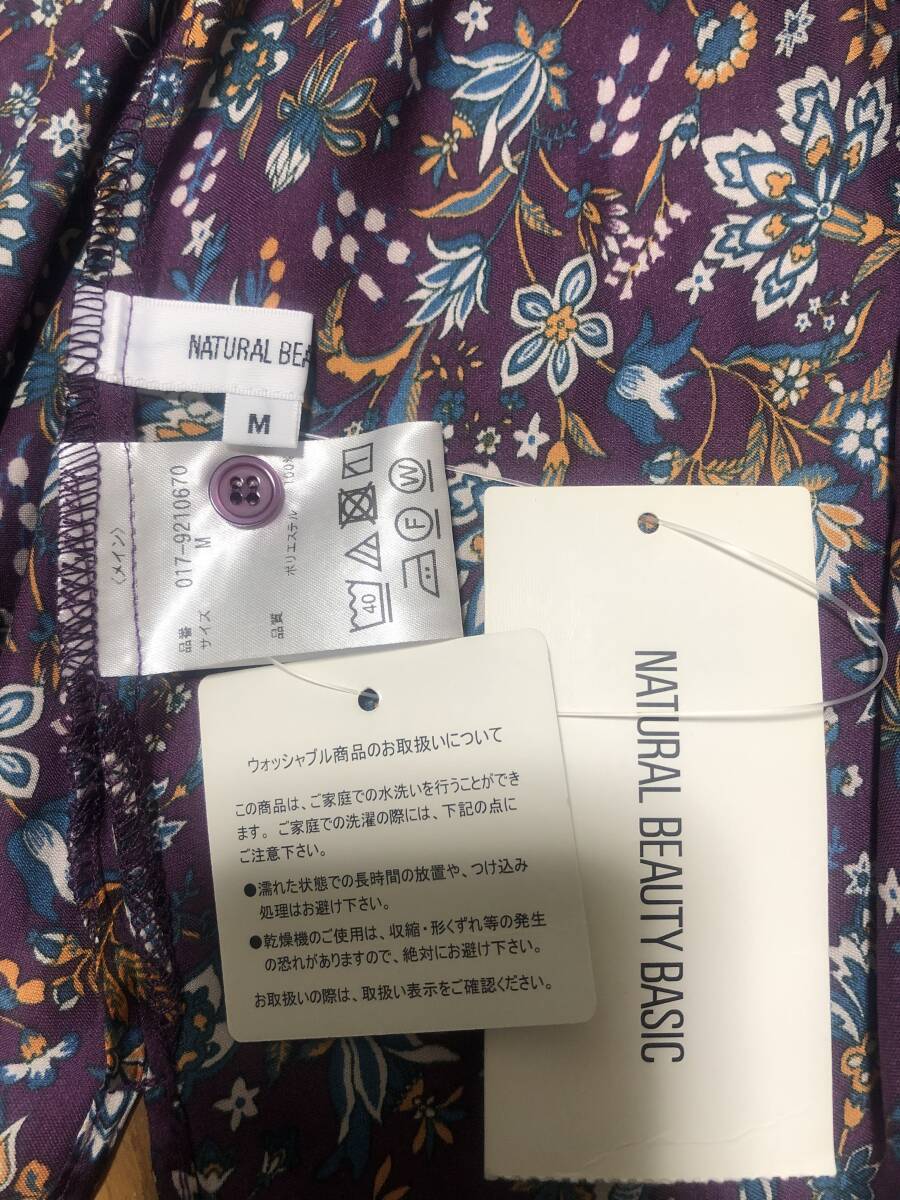 NATURAL BEA
M
〈メイン〉
品番 017-9210670
サイズ M
品質 ポリエステル 100%
40
W
F
ウォッシャブル商品のお取扱いについて
この商品は、ご家庭での水洗いを行うことができ
ます。ご家庭での洗濯の際には、下記の点に
ご注意下さい。
●濡れた状態での長時間の放置や、つけ込み
処理はお避け下さい。
●乾燥機のご使用は、収縮・形くずれ等の発生
の恐れがありますので、絶対にお避け下さい。
お取扱いの際は、取扱い表示をご確認ください。
NATURAL BEAUTY BASIC